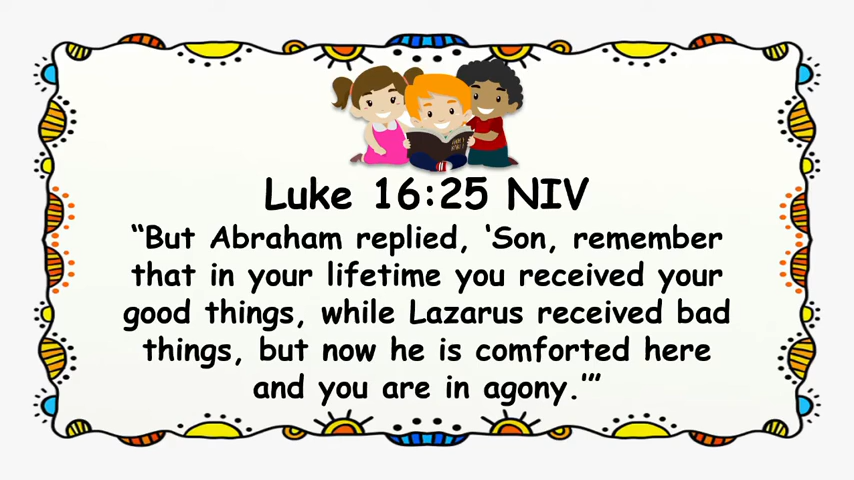 Luke 16:25 NIV
“But Abraham replied, ‘Son, remember
that in your lifetime you received your
good things, while Lazarus received bad
things, but now he is comforted here
and you are in agony.’”